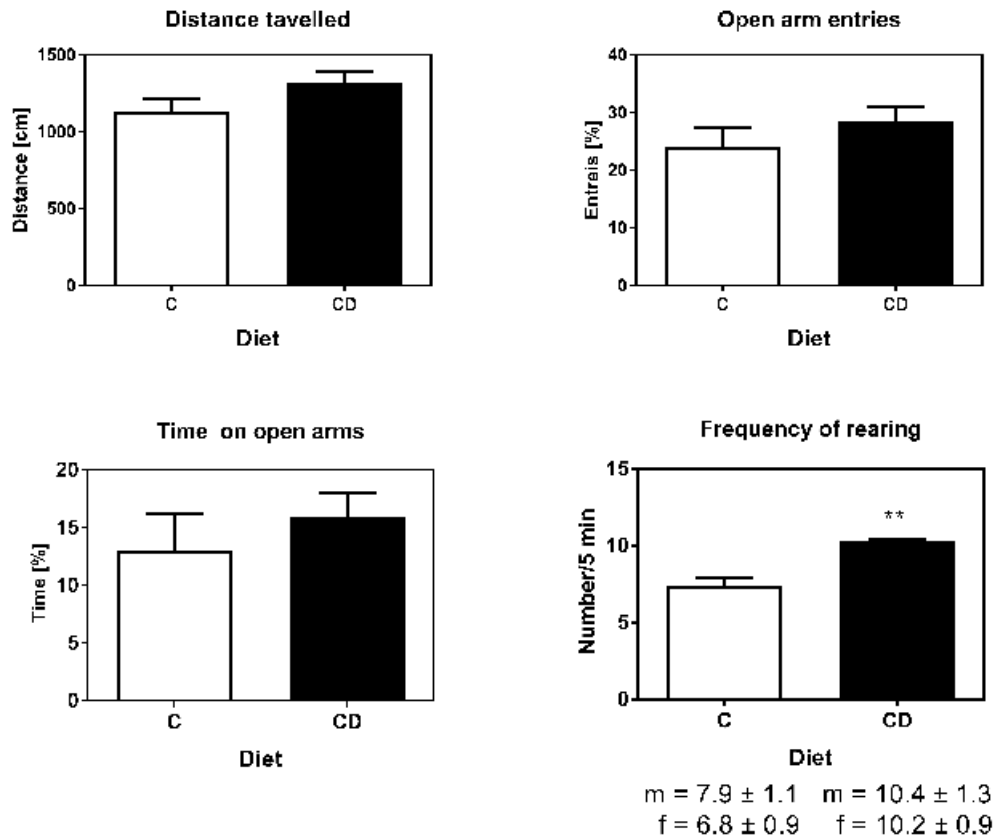 Distance tavelled
1500
1000
500
0
Distance [cm]
C CD
Diet
Open arm entries
40
30
20
10
0
Entreis [%]
C CD
Diet
Time on open arms
20
15
10
5
0
Time [%]
C CD
Diet
Frequency of rearing
15
10
5
0
Number/5 min
**
C CD
Diet
m = 7.9 ± 1.1 m = 10.4 ± 1.3
f = 6.8 ± 0.9 f = 10.2 ± 0.9